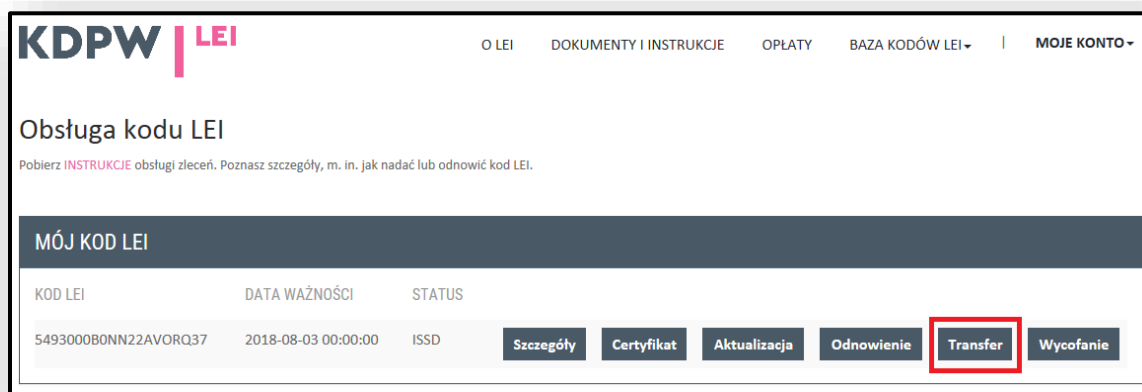 KDPW LEI
O LEI DOKUMENTY I INSTRUKCJE OPŁATY BAZA KODÓW LEI | MOJE KONTO
Obsługa kodu LEI
Pobierz INSTRUKCJE obsługi zleceń. Poznasz szczegóły, m. in. jak nadać lub odnowić kod LEI.
MÓJ KOD LEI
KOD LEI DATA WAŻNOŚCI STATUS
5493000B0NN22AVORQ37 2018-08-03 00:00:00 ISSD Szczegóły Certyfikat Aktualizacja Odnowienie Transfer Wycofanie